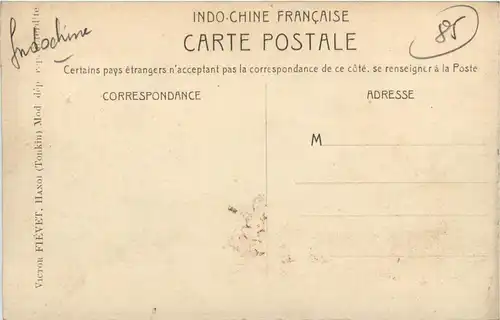 INDO-CHINE FRANÇAISE
CARTE POSTALE
Certains pays étrangers n'acceptant pas la correspondance de ce côté, se renseigner à la Poste
CORRESPONDANCE
ADRESSE
M
Indochine
85
Victor FIÉVET, HANOI (Tonkin) Mod. dép.